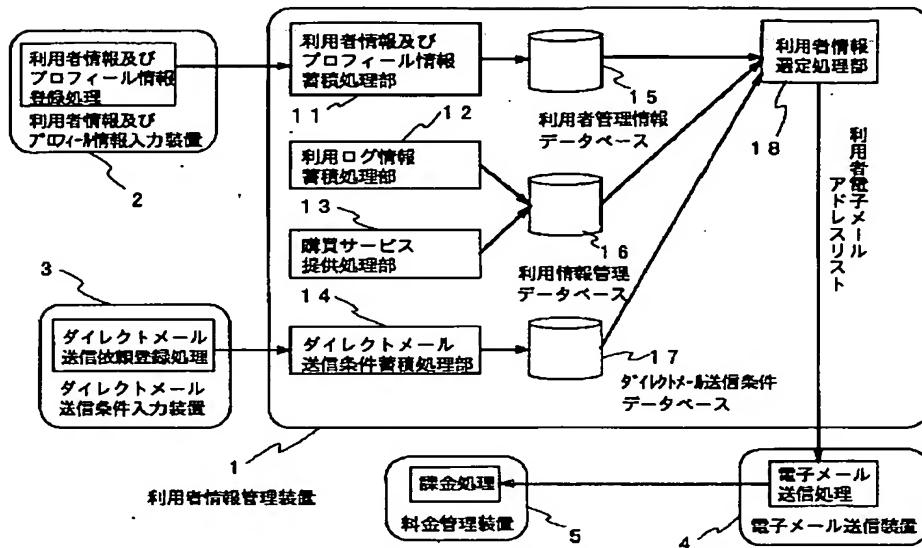 利用者情報及び
プロフィール情報
登録処理
利用者情報及び
プロフィール情報入力装置
2
利用者情報及び
プロフィール情報
蓄積処理部
11
12
利用ログ情報
蓄積処理部
13
購買サービス
提供処理部
15
利用者管理情報
データベース
16
利用情報管理
データベース
利用者情報
選定処理部
18
利用者電子メール
アドレスリスト
3
ダイレクトメール
送信依頼登録処理
ダイレクトメール
送信条件入力装置
14
ダイレクトメール
送信条件蓄積処理部
17
ダイレクトメール送信条件
データベース
1
利用者情報管理装置
課金処理
料金管理装置
5
電子メール
送信処理
4
電子メール送信装置